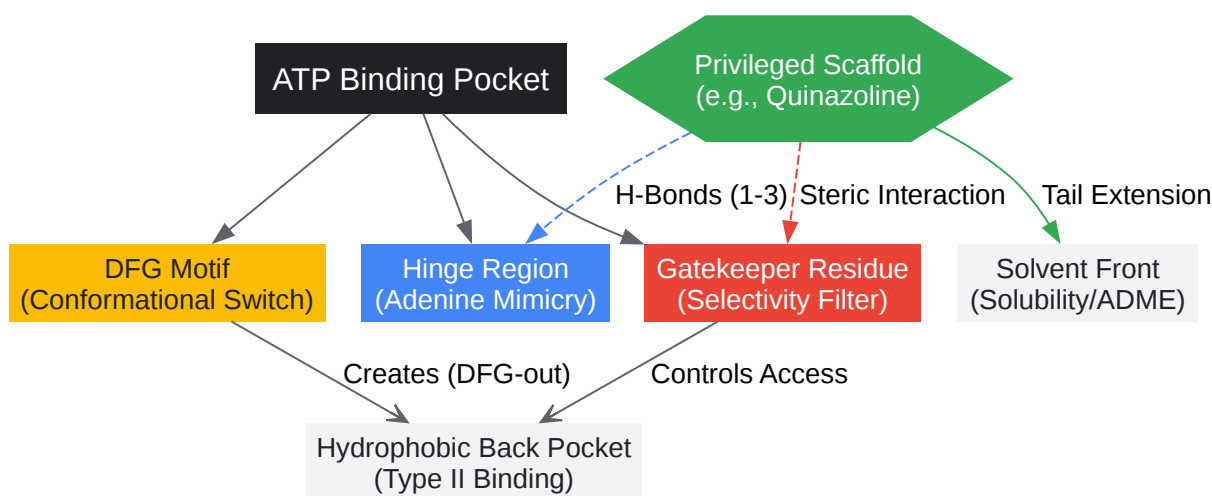 ATP Binding Pocket
Privileged Scaffold
(e.g., Quinazoline)
H-Bonds (1-3)
Steric Interaction
Tail Extension
DFG Motif
(Conformational Switch)
Hinge Region
(Adenine Mimicry)
Gatekeeper Residue
(Selectivity Filter)
Solvent Front
(Solubility/ADME)
Creates (DFG-out)
Controls Access
Hydrophobic Back Pocket
(Type II Binding)